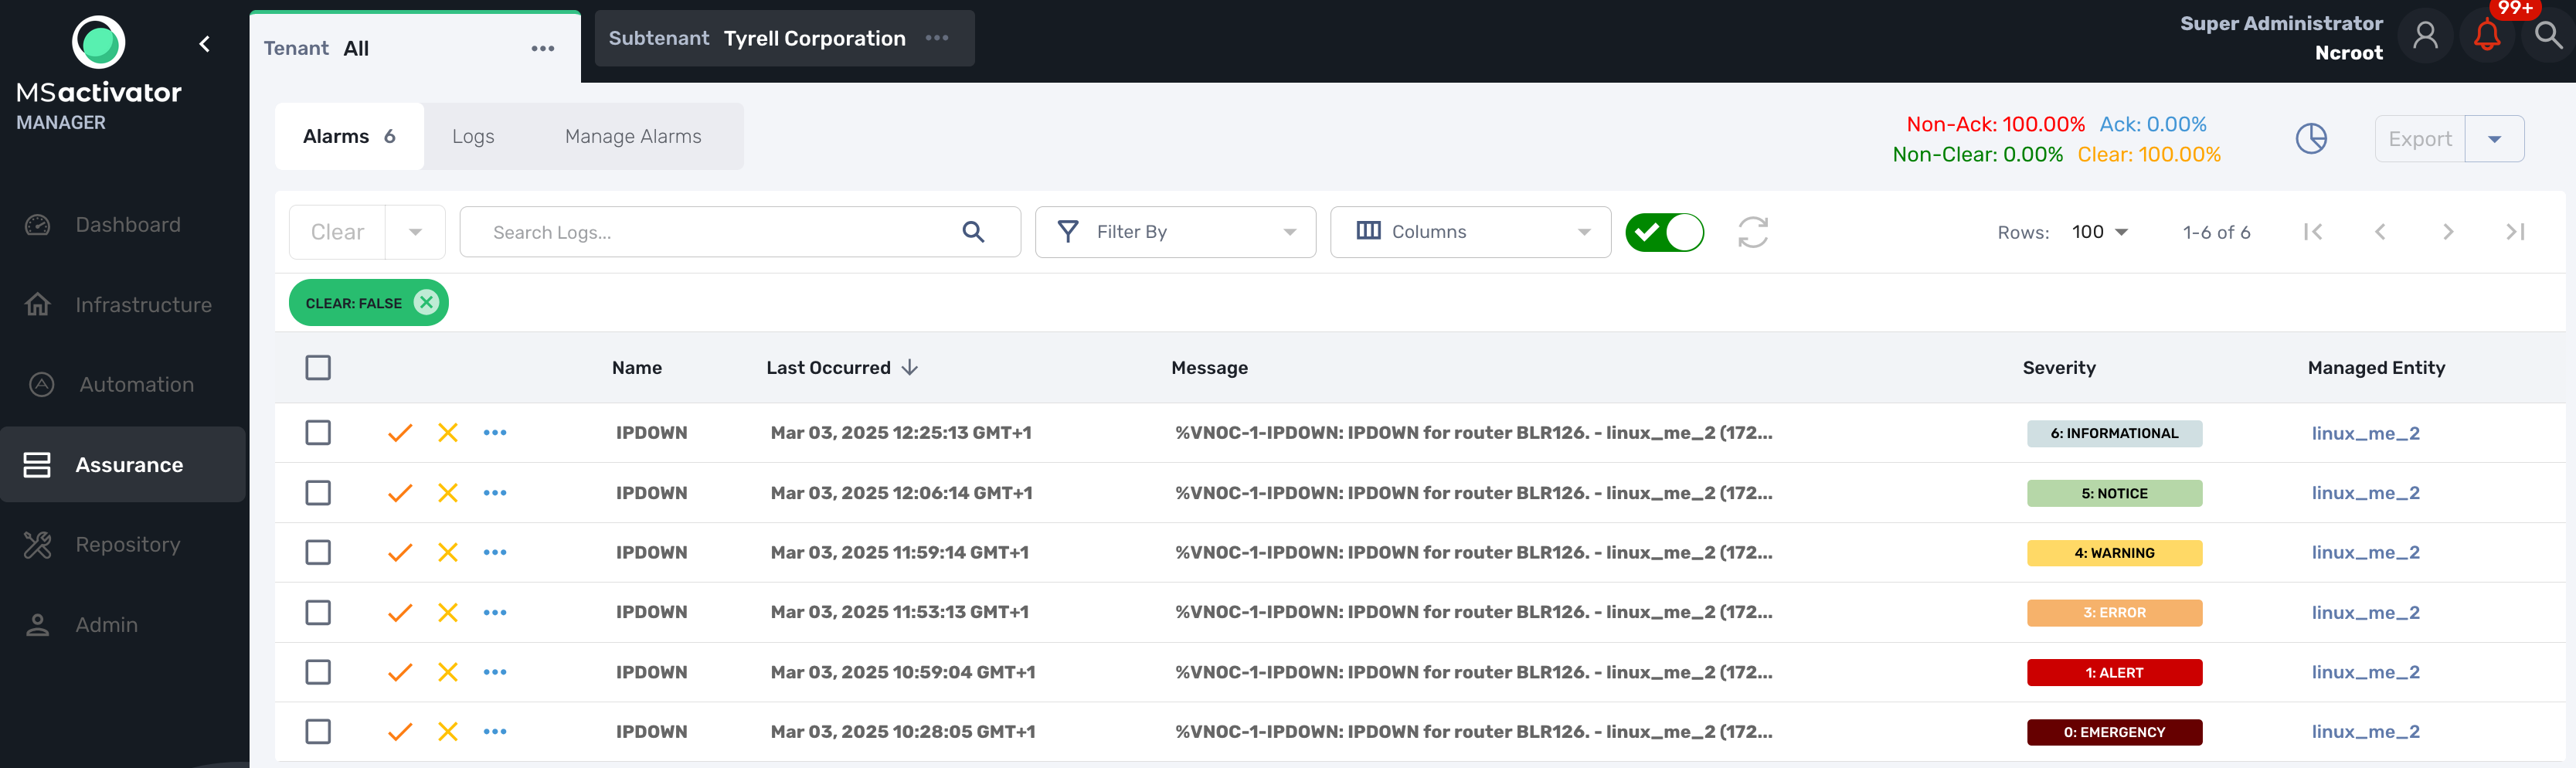 MSactivator
MANAGER
Dashboard
Infrastructure
Automation
Assurance
Repository
Admin
Tenant All
Subtenant Tyrell Corporation
Super Administrator
Ncroot
99+
Alarms 6
Logs
Manage Alarms
Non-Ack: 100.00% Ack: 0.00%
Non-Clear: 0.00% Clear: 100.00%
Export
Clear
Search Logs...
Filter By
Columns
Rows: 100
1-6 of 6
CLEAR: FALSE
Name Last Occurred Message Severity Managed Entity
IPDOWN Mar 03, 2025 12:25:13 GMT+1 %VNOC-1-IPDOWN: IPDOWN for router BLR126. - linux_me_2 (172... 6: INFORMATIONAL linux_me_2
IPDOWN Mar 03, 2025 12:06:14 GMT+1 %VNOC-1-IPDOWN: IPDOWN for router BLR126. - linux_me_2 (172... 5: NOTICE linux_me_2
IPDOWN Mar 03, 2025 11:59:14 GMT+1 %VNOC-1-IPDOWN: IPDOWN for router BLR126. - linux_me_2 (172... 4: WARNING linux_me_2
IPDOWN Mar 03, 2025 11:53:13 GMT+1 %VNOC-1-IPDOWN: IPDOWN for router BLR126. - linux_me_2 (172... 3: ERROR linux_me_2
IPDOWN Mar 03, 2025 10:59:04 GMT+1 %VNOC-1-IPDOWN: IPDOWN for router BLR126. - linux_me_2 (172... 1: ALERT linux_me_2
IPDOWN Mar 03, 2025 10:28:05 GMT+1 %VNOC-1-IPDOWN: IPDOWN for router BLR126. - linux_me_2 (172... 0: EMERGENCY linux_me_2